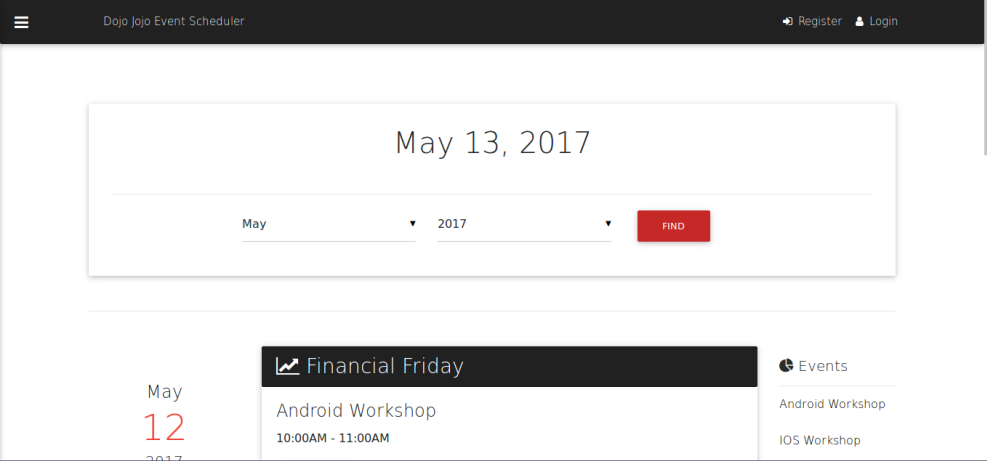 Dojo Jojo Event Scheduler
Register
Login
May 13, 2017
May
2017
FIND
May
12
2017
Financial Friday
Android Workshop
10:00AM - 11:00AM
Events
Android Workshop
IOS Workshop